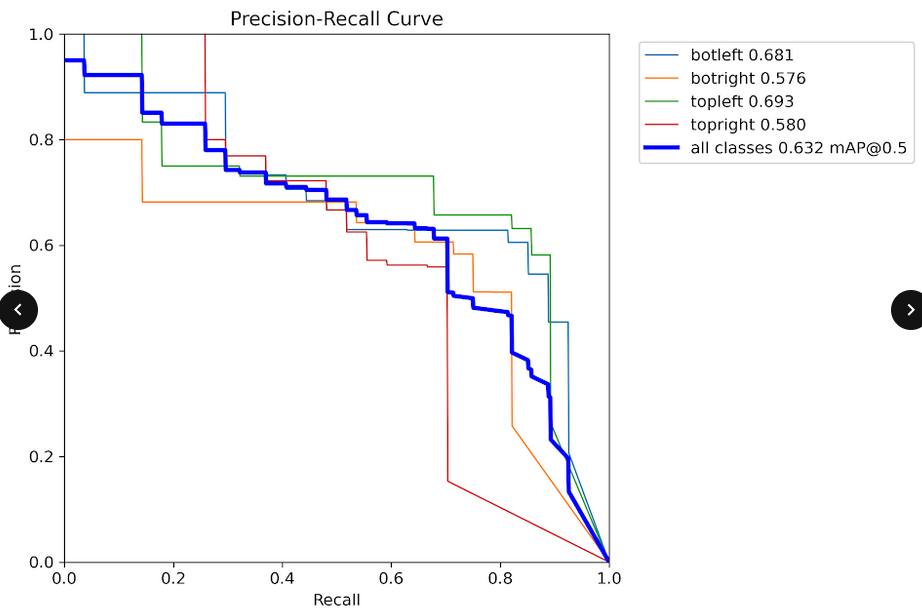 Precision-Recall Curve
1.0
0.8
0.6
0.4
0.2
0.0
0.0 0.2 0.4 0.6 0.8 1.0
Recall
botleft 0.681
botright 0.576
topleft 0.693
topright 0.580
all classes 0.632 mAP@0.5